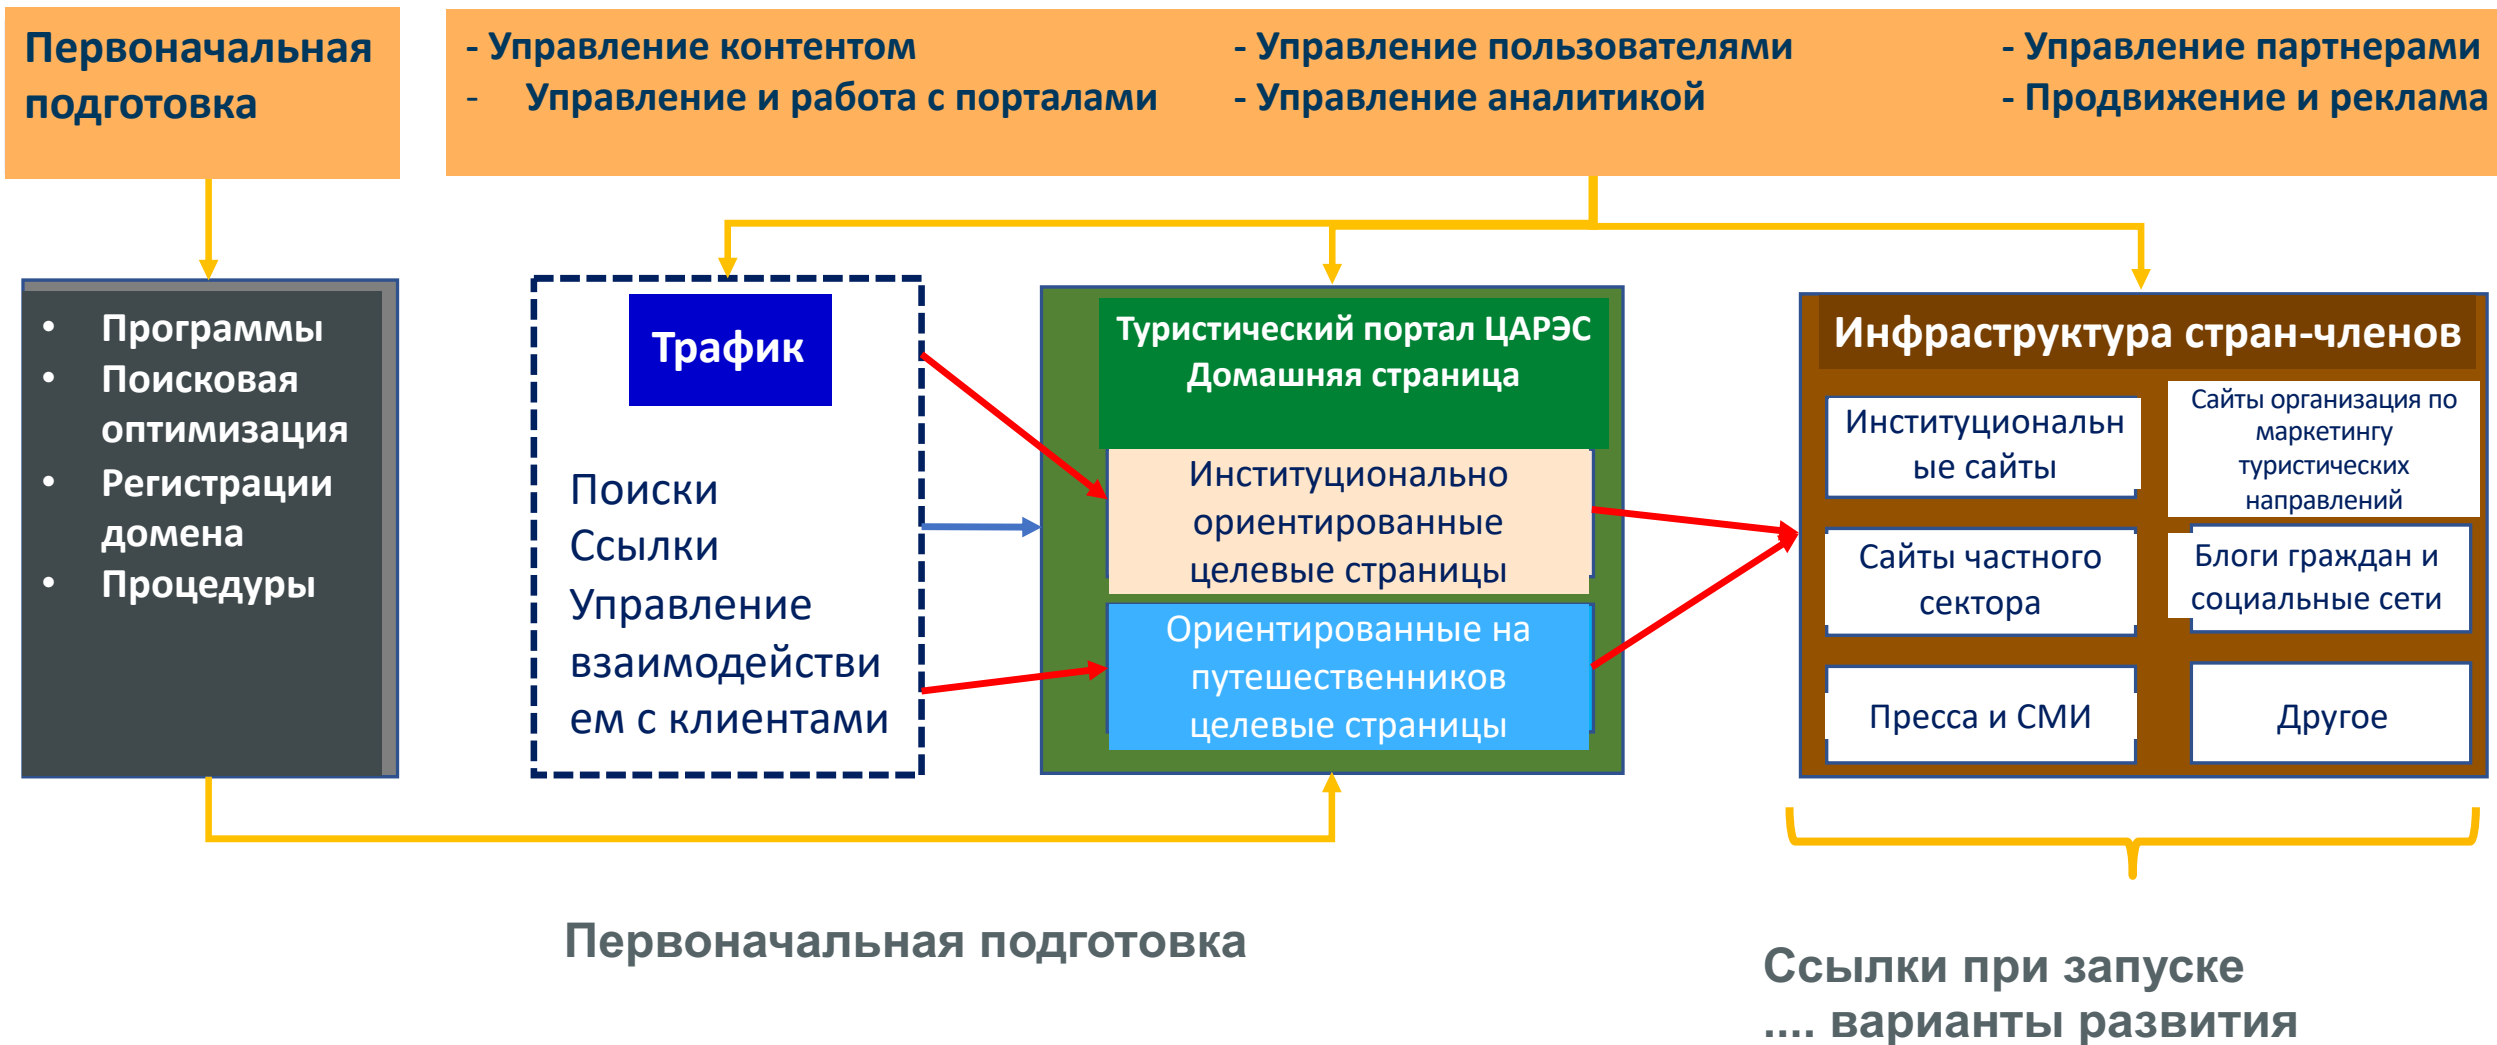 Первоначальная
подготовка
- Управление контентом
- Управление и работа с порталами
- Управление пользователями
- Управление аналитикой
- Управление партнерами
- Продвижение и реклама
• Программы
• Поисковая
оптимизация
• Регистрации
домена
• Процедуры
Трафик
Поиски
Ссылки
Управление
взаимодействи
ем с клиентами
Туристический портал ЦАРЭС
Домашняя страница
Институционально
ориентированные
целевые страницы
Ориентированные на
путешественников
целевые страницы
Инфраструктура стран-членов
Институциональн
ые сайты
Сайты организация по
маркетингу
туристических
направлений
Сайты частного
сектора
Блоги граждан и
социальные сети
Пресса и СМИ
Другое
Первоначальная подготовка
Ссылки при запуске
.... варианты развития